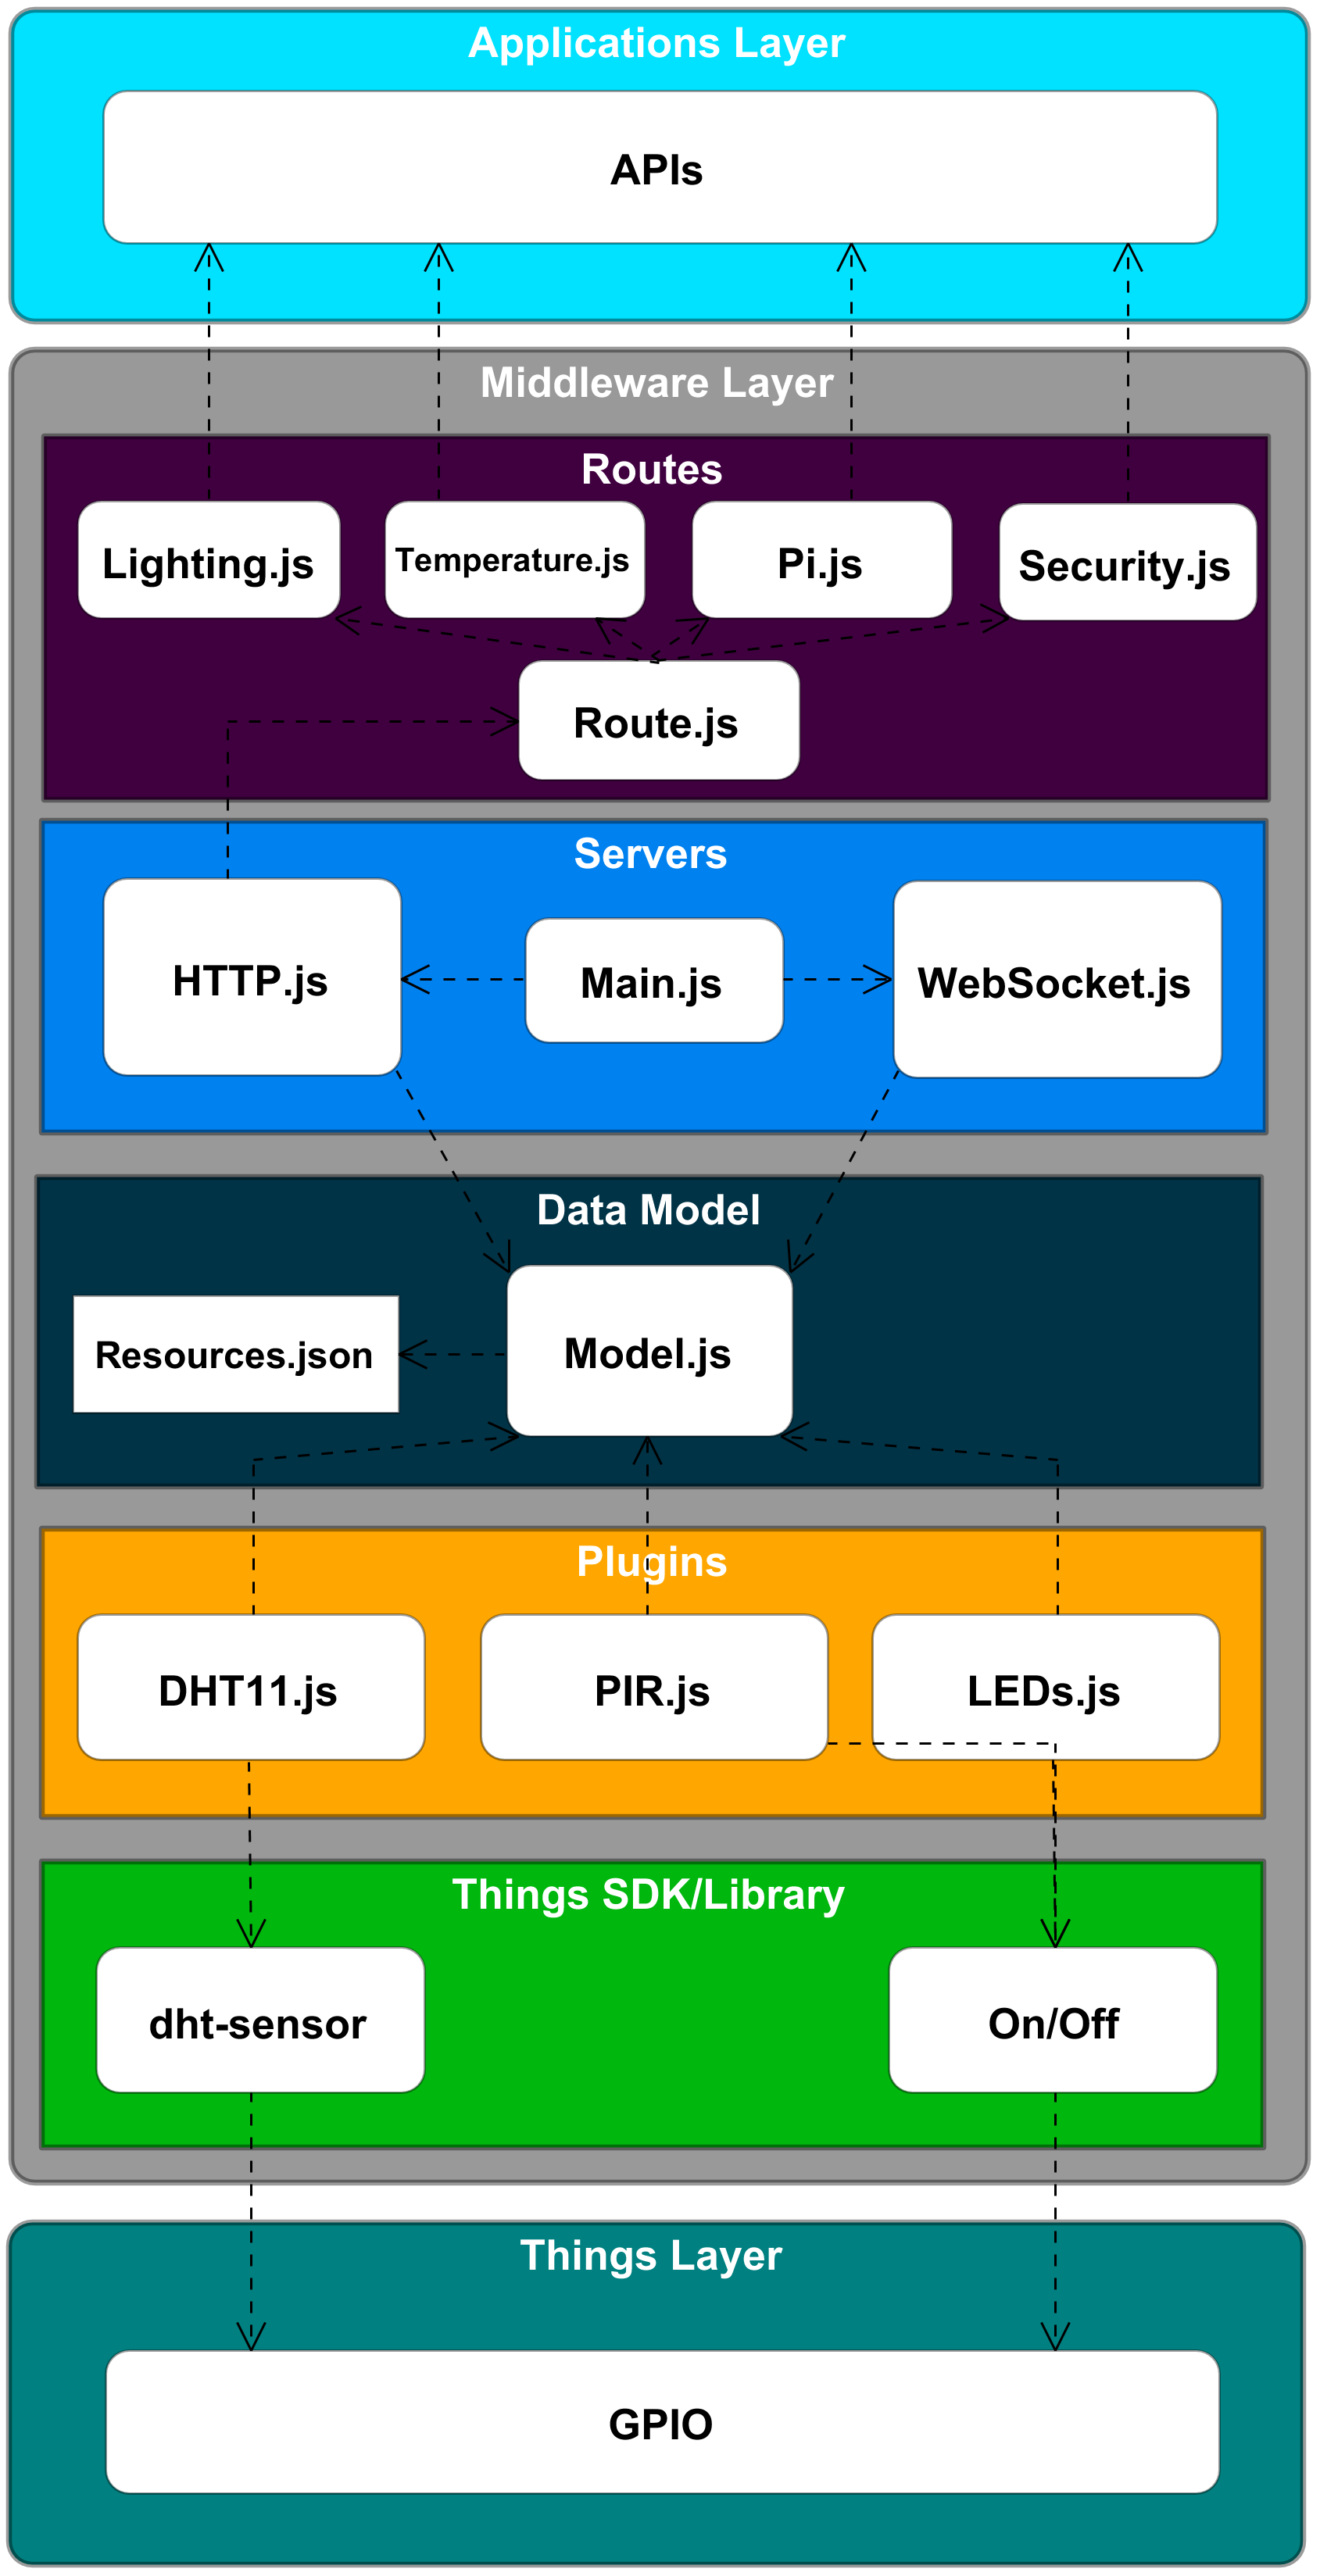 Applications Layer
APIs
Middleware Layer
Routes
Lighting.js
Temperature.js
Pi.js
Security.js
Route.js
Servers
HTTP.js
Main.js
WebSocket.js
Data Model
Resources.json
Model.js
Plugins
DHT11.js
PIR.js
LEDs.js
Things SDK/Library
dht-sensor
On/Off
Things Layer
GPIO